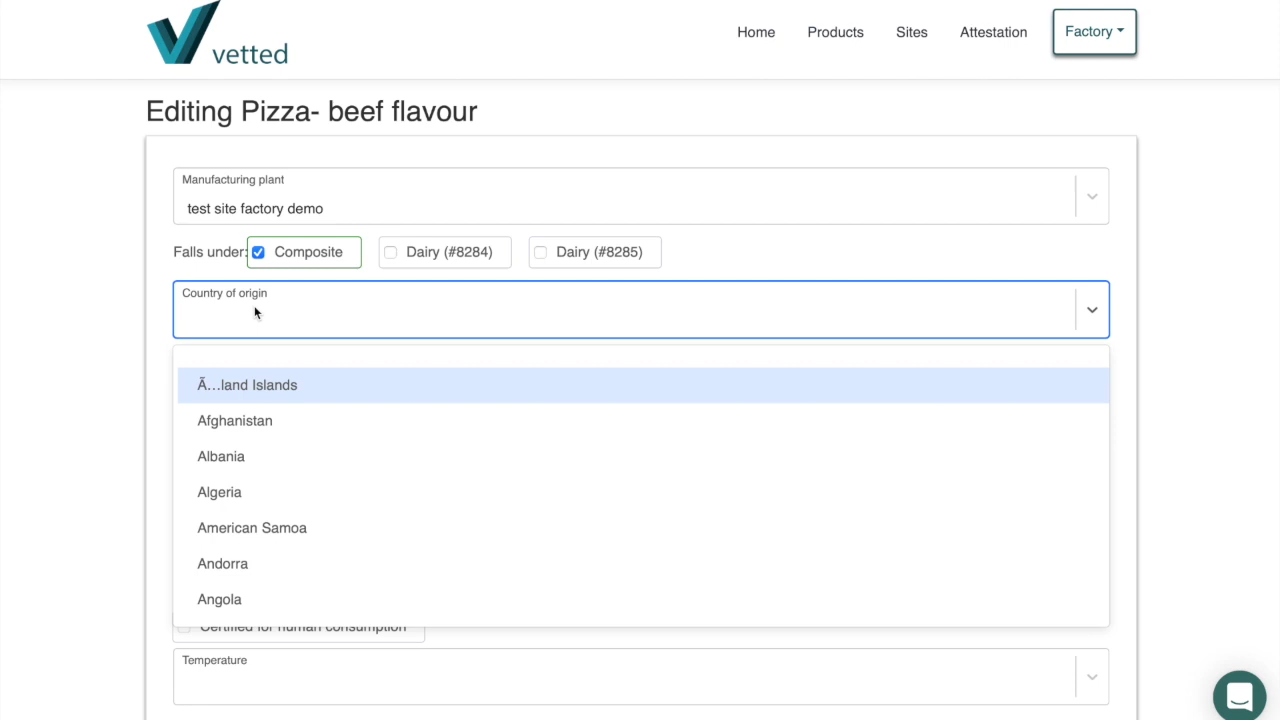 vetted
Home Products Sites Attestation Factory
Editing Pizza- beef flavour
Manufacturing plant
test site factory demo
Falls under: Composite Dairy (#8284) Dairy (#8285)
Country of origin
Ã…land Islands
Afghanistan
Albania
Algeria
American Samoa
Andorra
Angola
Certified for human consumption
Temperature